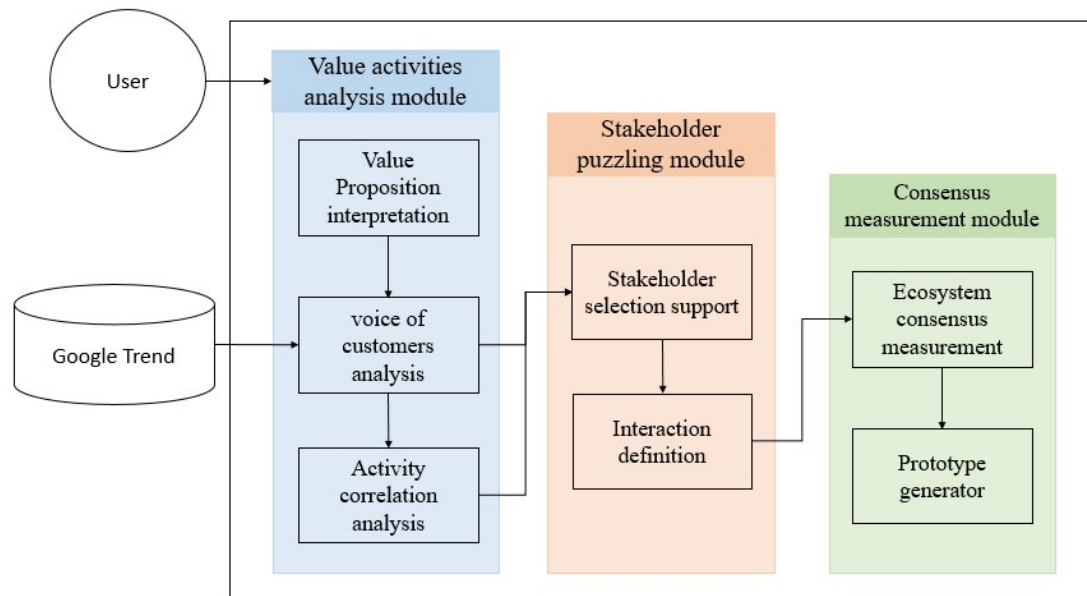 User
Value activities
analysis module
Value
Proposition
interpretation
Google Trend
voice of
customers
analysis
Activity
correlation
analysis
Stakeholder
puzzling module
Stakeholder
selection support
Interaction
definition
Consensus
measurement module
Ecosystem
consensus
measurement
Prototype
generator